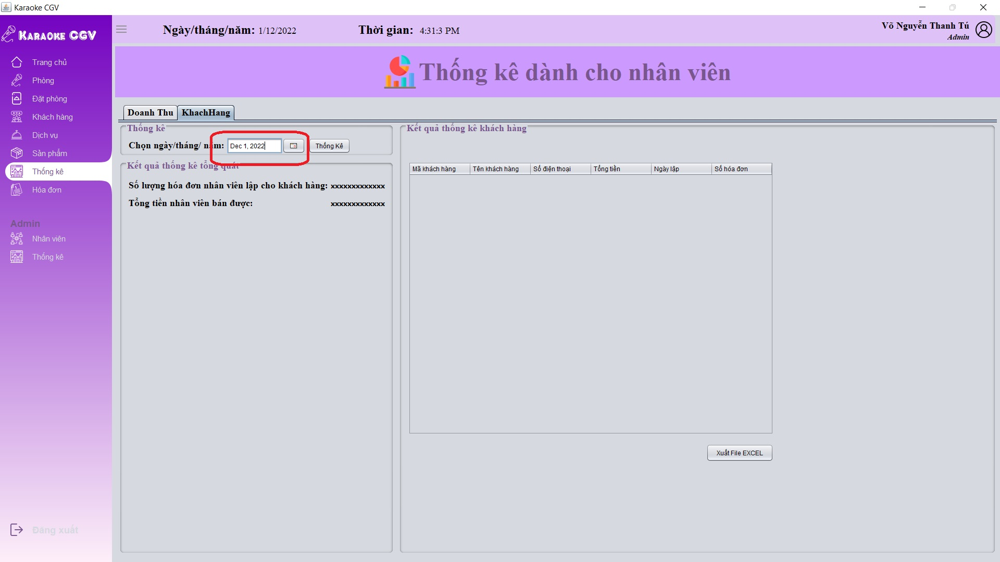 Karaoke CGV
KARAOKE CGV
Ngày/tháng/năm: 1/12/2022
Thời gian: 4:31:3 PM
Võ Nguyễn Thanh Tú
Admin
Trang chủ
Phòng
Đặt phòng
Khách hàng
Dịch vụ
Sản phẩm
Thống kê
Hóa đơn
Admin
Nhân viên
Thống kê
Đăng xuất
Thống kê dành cho nhân viên
Doanh Thu
KhachHang
Thống kê
Chọn ngày/tháng/ năm: Dec 1, 2022
Thống Kê
Kết quả thống kê tổng quát
Số lượng hóa đơn nhân viên lập cho khách hàng: xxxxxxxxxxxxx
Tổng tiền nhân viên bán được: xxxxxxxxxxxxx
Kết quả thống kê khách hàng
Mã khách hàng Tên khách hàng Số điện thoại Tổng tiền Ngày lập Số hóa đơn
Xuất File EXCEL